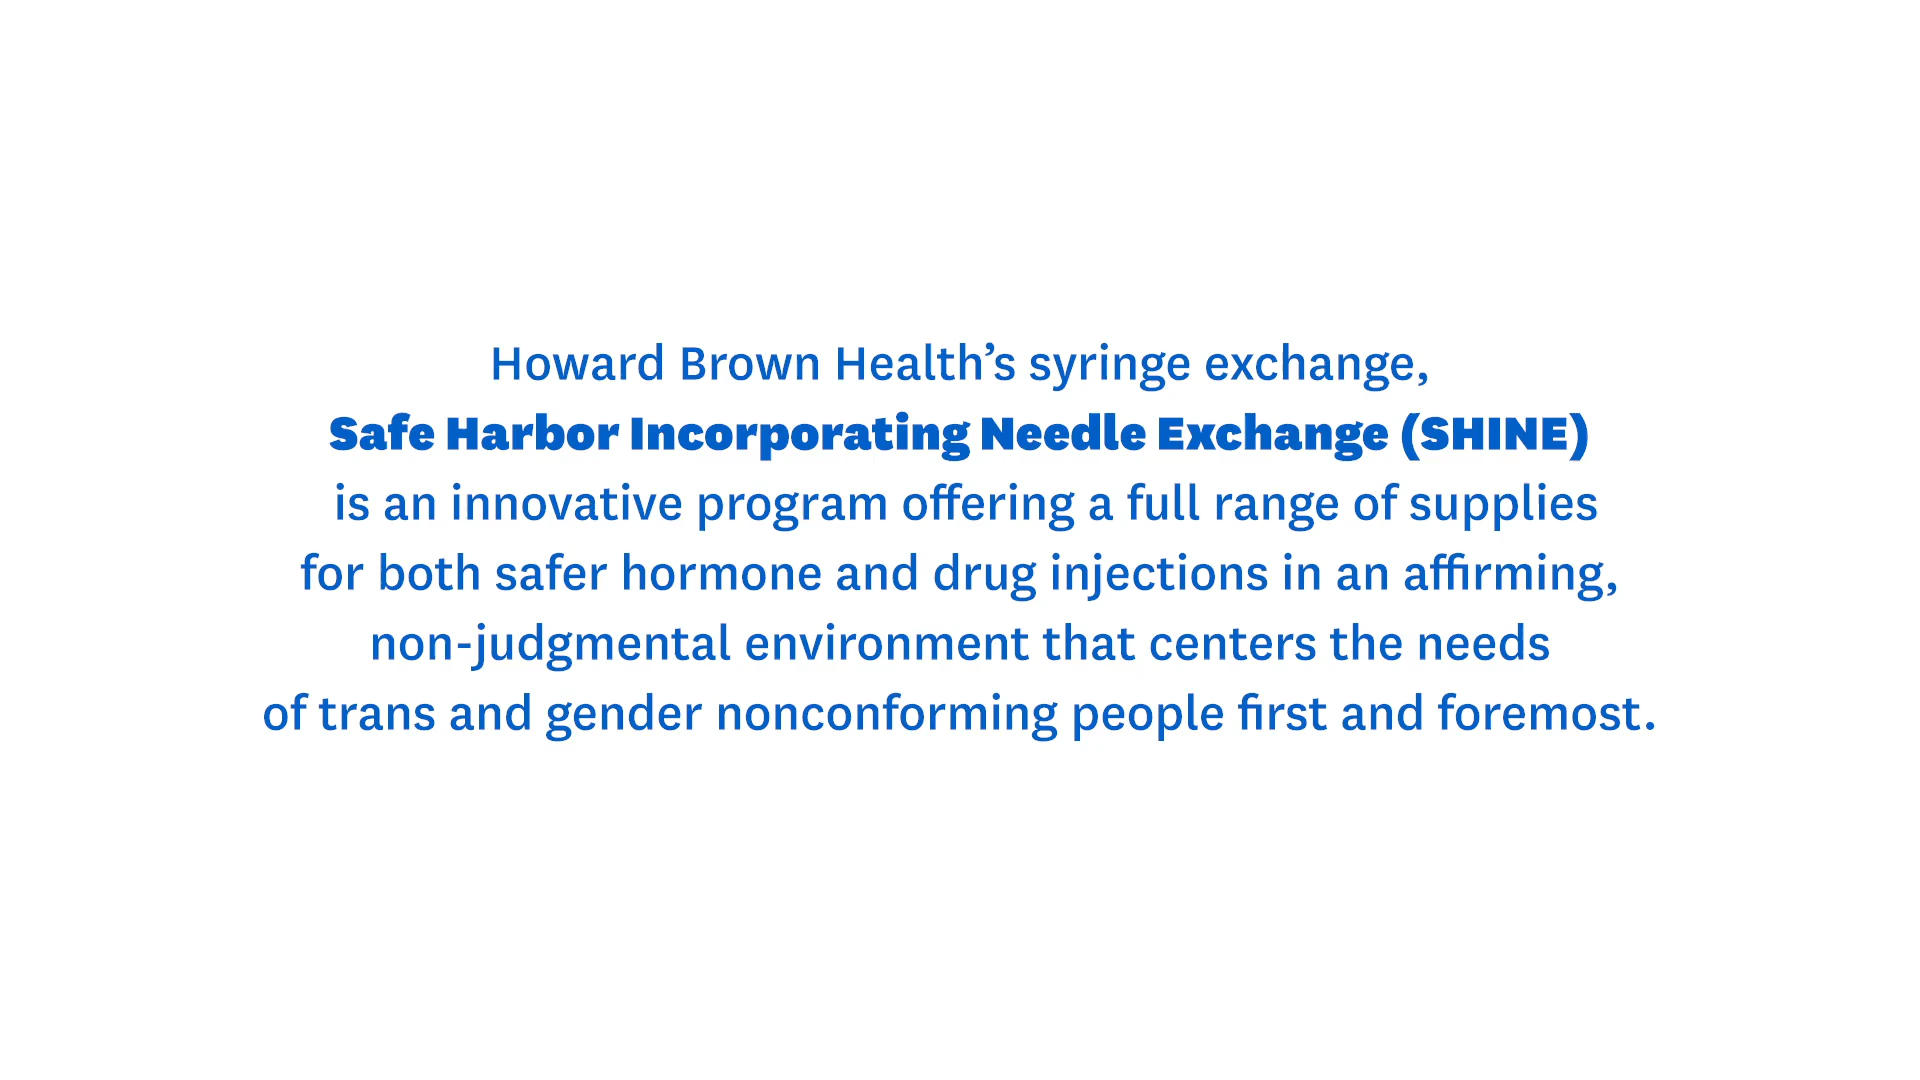 Howard Brown Health’s syringe exchange,
Safe Harbor Incorporating Needle Exchange (SHINE)
is an innovative program offering a full range of supplies
for both safer hormone and drug injections in an affirming,
non-judgmental environment that centers the needs
of trans and gender nonconforming people first and foremost.